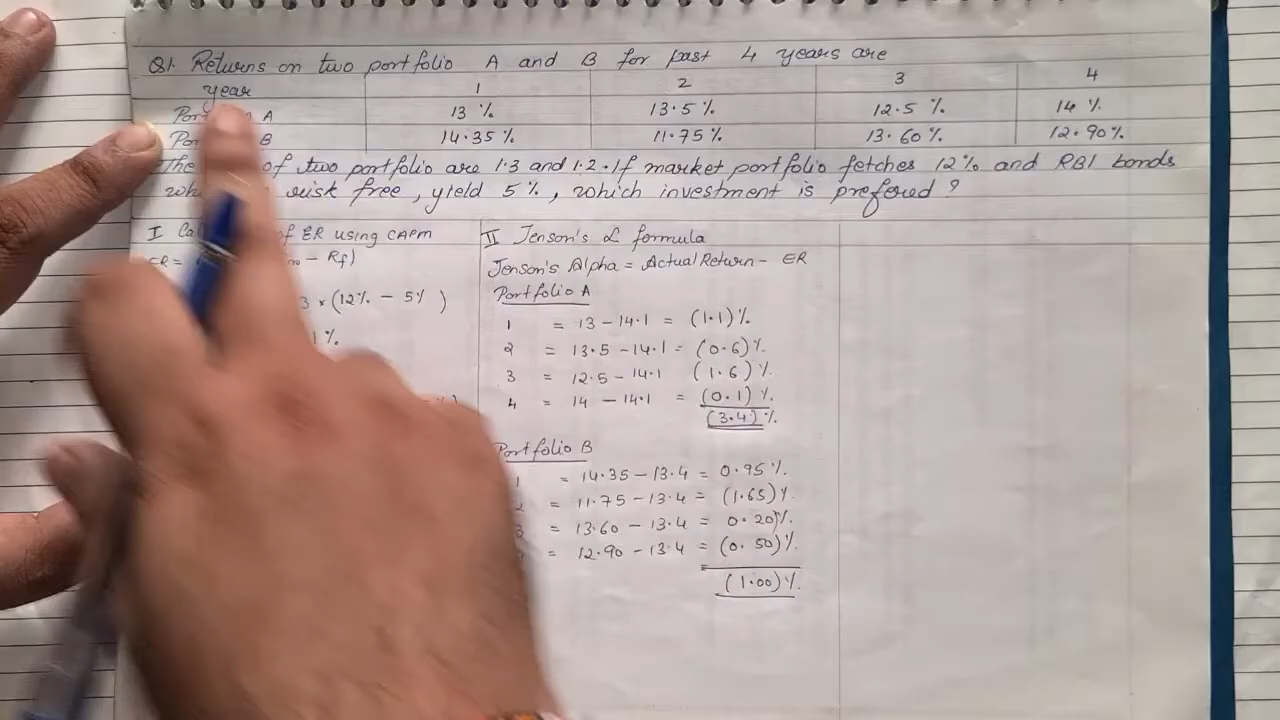 Q1. Returns on two portfolio A and B for past 4 years are
year 1 2 3 4
A 13 % 13.5 % 12.5 % 14 %
B 14.35 % 11.75 % 13.60 % 12.90 %
The of two portfolio are 1.3 and 1.2. If market portfolio fetches 12% and RBI bonds
risk free, yield 5 %, which investment is prefered ?
I of ER using CAPM
ER = - Rf)
3 x (12% - 5% )
1 %.
II Jenson's α formula
Jenson's Alpha = Actual Return - ER
Portfolio A
1 = 13 - 14.1 = (1.1) %.
2 = 13.5 - 14.1 = (0.6) %.
3 = 12.5 - 14.1 (1.6) %.
4 = 14 - 14.1 = (0.1) %.
(3.4) %.
Portfolio B
1 = 14.35 - 13.4 = 0.95 %.
2 = 11.75 - 13.4 = (1.65) %.
3 = 13.60 - 13.4 = 0.20 %.
= 12.90 - 13.4 = (0.50) %.
(1.00) %.